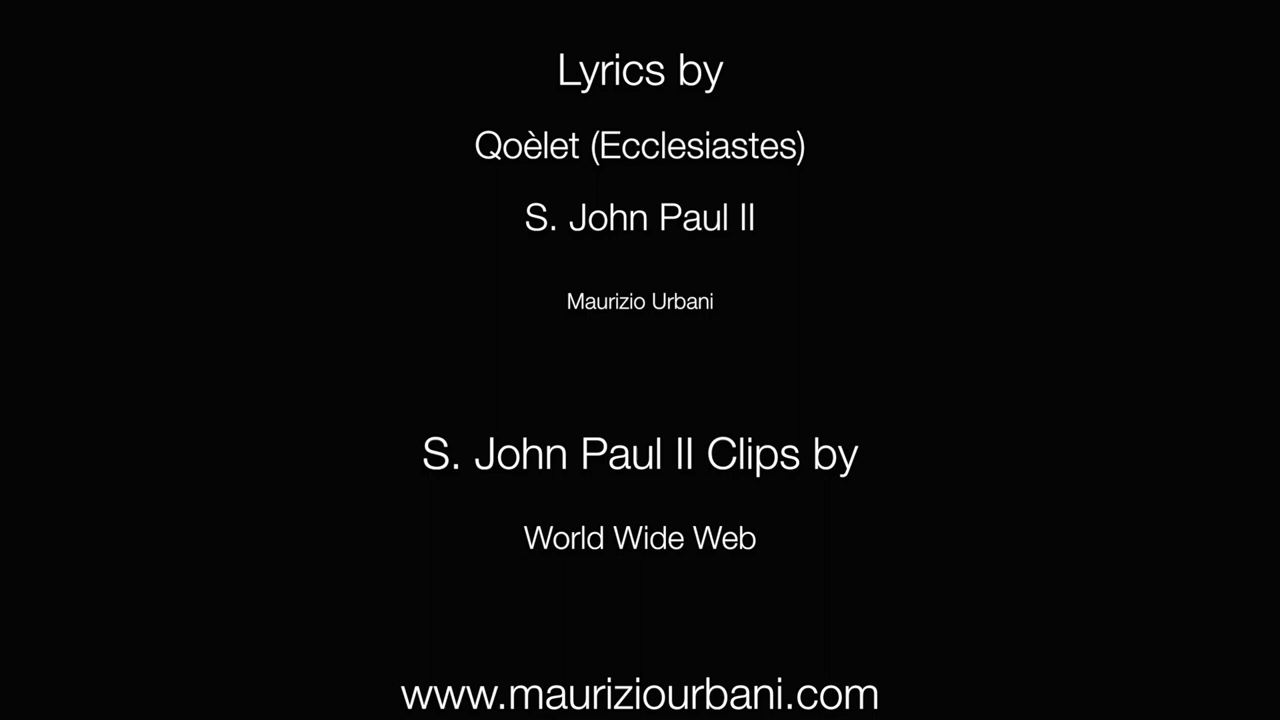 Lyrics by
Qoèlet (Ecclesiastes)
S. John Paul II
Maurizio Urbani
S. John Paul II Clips by
World Wide Web
www.mauriziourbani.com